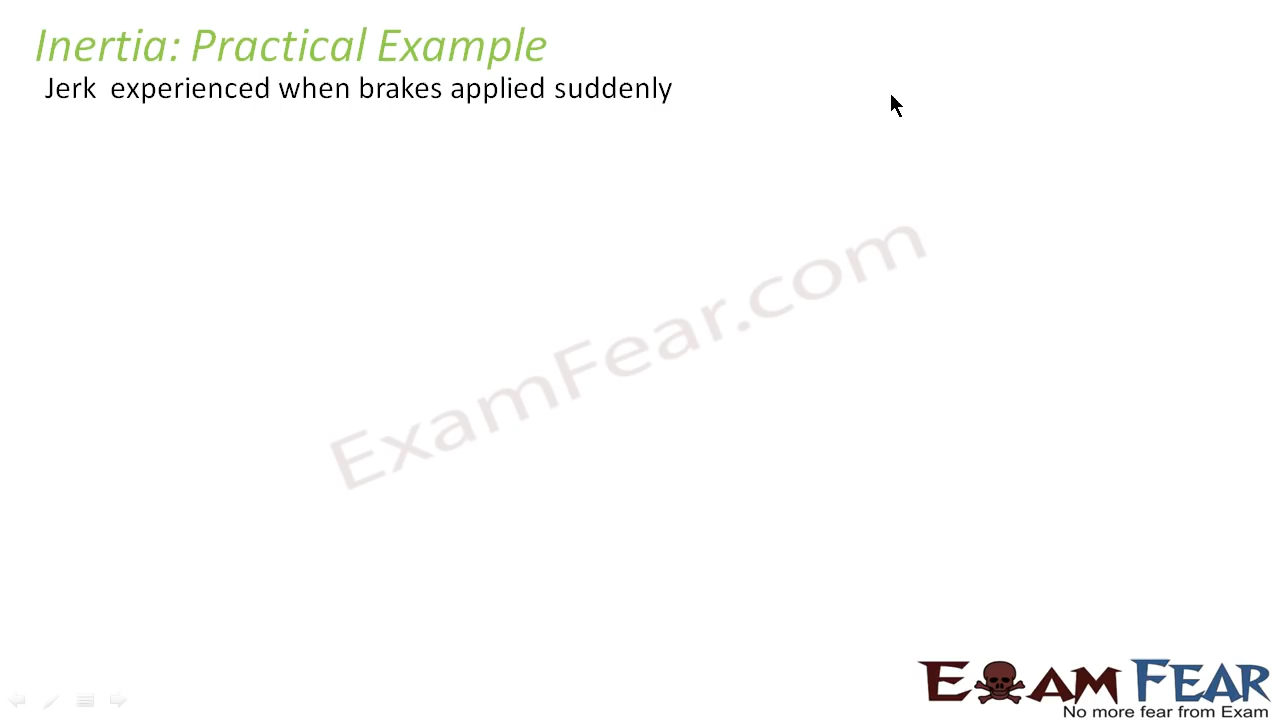 Inertia: Practical Example
Jerk experienced when brakes applied suddenly
ExamFear.com
EXAM FEAR
No more fear from Exam